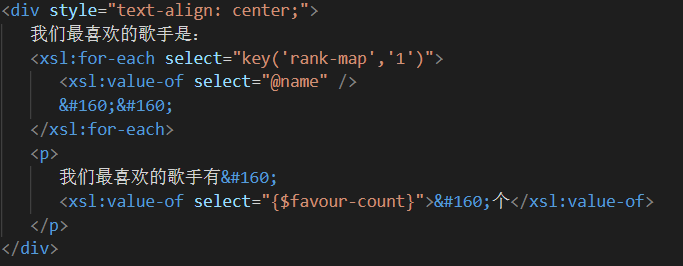 <div style="text-align: center;">
我们最喜欢的歌手是：
<xsl:for-each select="key('rank-map','1')">
<xsl:value-of select="@name" />
&#160;&#160;
</xsl:for-each>
<p>
我们最喜欢的歌手有&#160;
<xsl:value-of select="{$favour-count}">&#160;个</xsl:value-of>
</p>
</div>